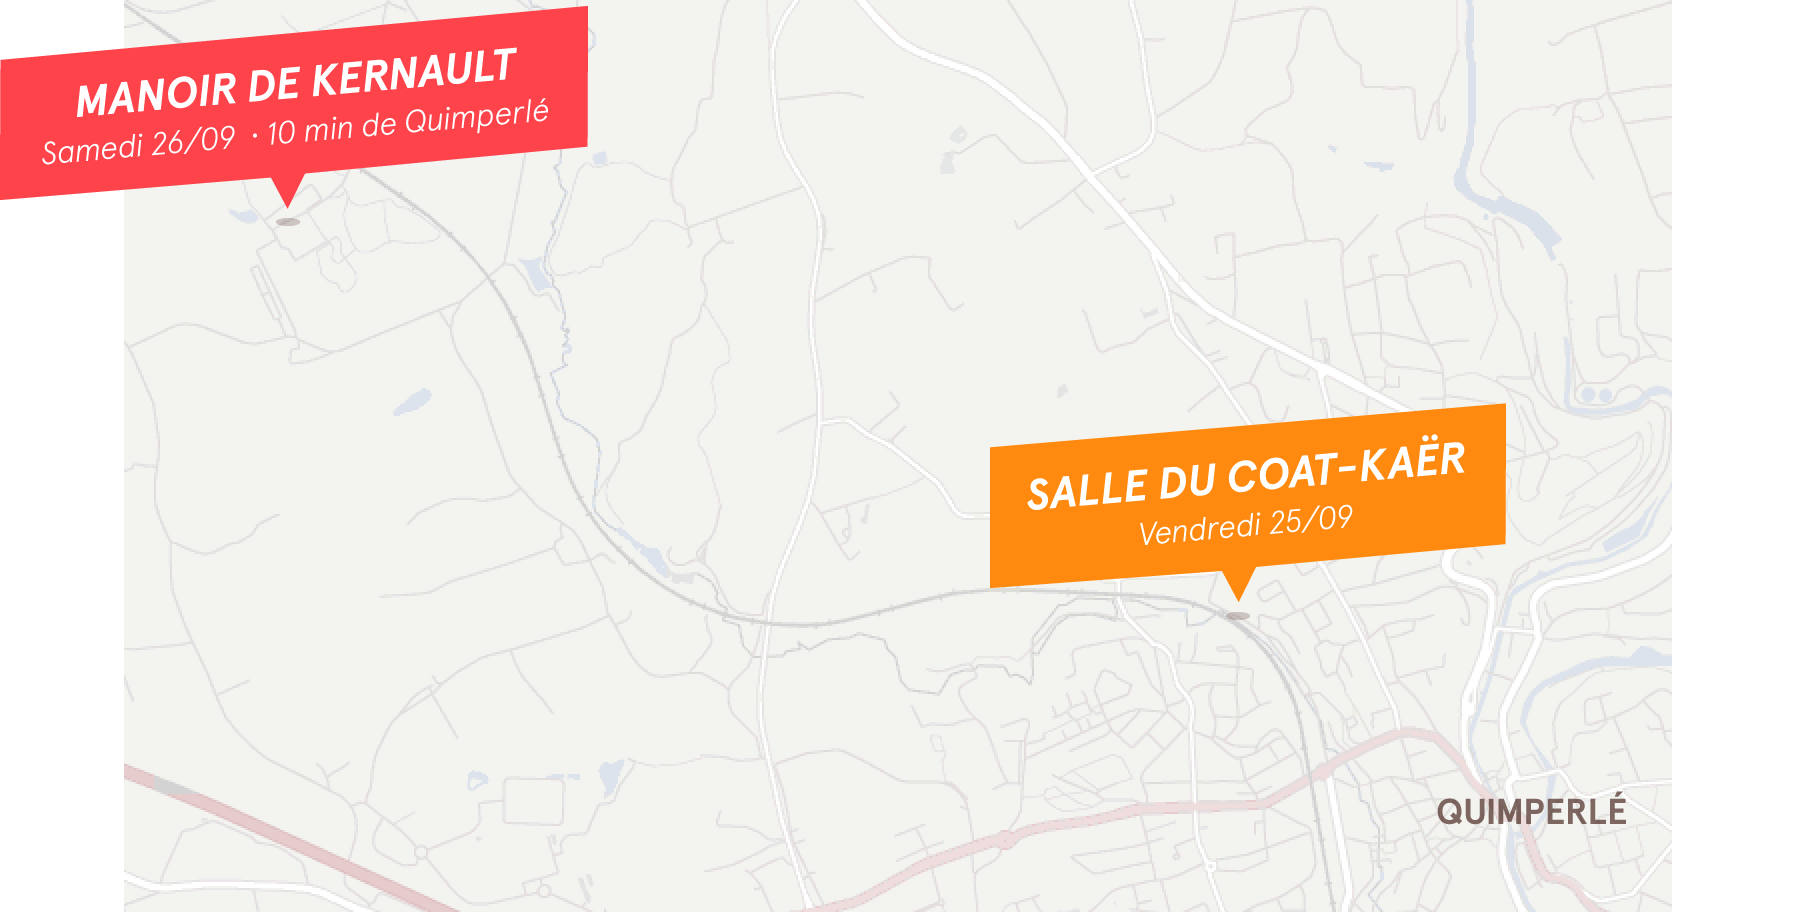 MANOIR DE KERNAULT
Samedi 26/09 · 10 min de Quimperlé
SALLE DU COAT-KAËR
Vendredi 25/09
QUIMPERLÉ